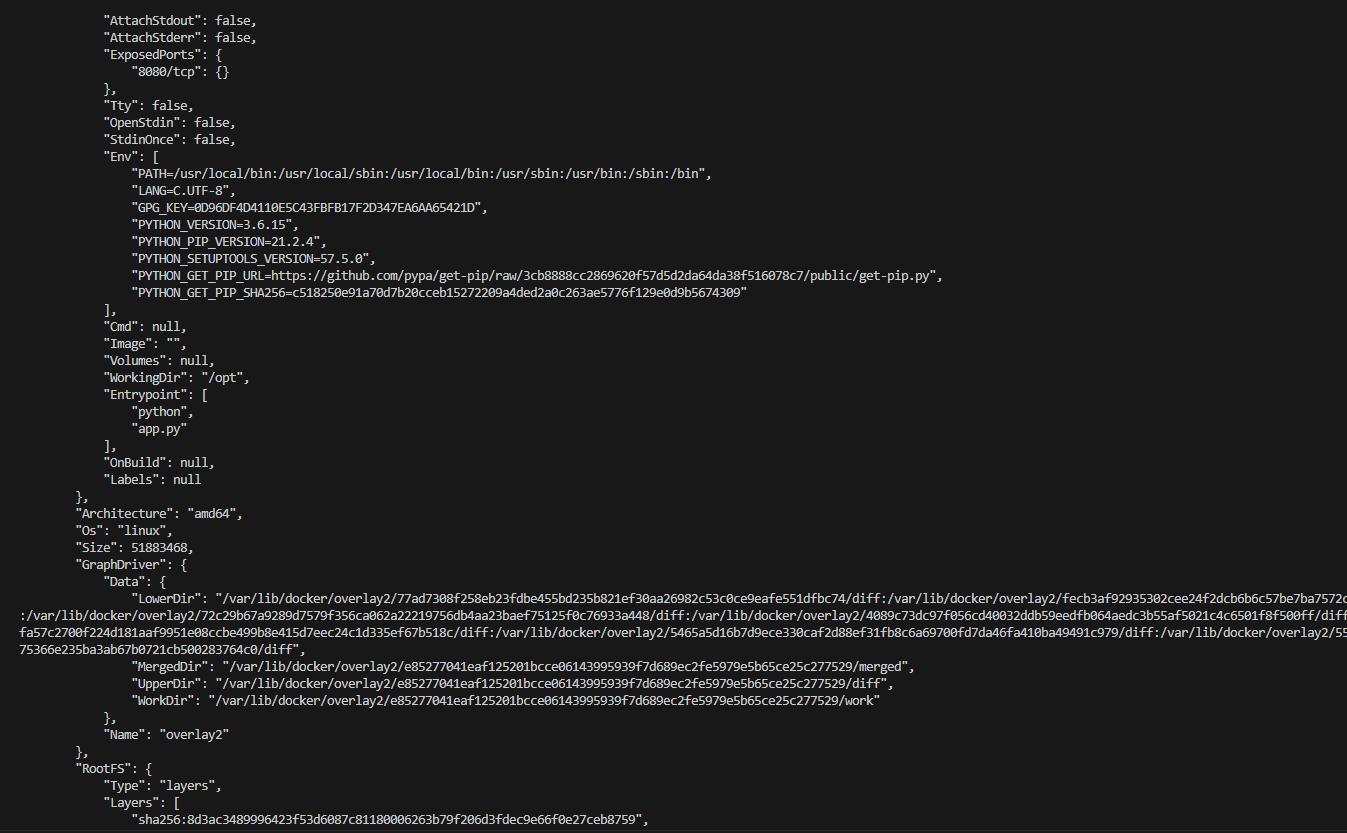 "AttachStdout": false,
"AttachStderr": false,
"ExposedPorts": {
"8080/tcp": {}
},
"Tty": false,
"OpenStdin": false,
"StdinOnce": false,
"Env": [
"PATH=/usr/local/bin:/usr/local/sbin:/usr/local/bin:/usr/sbin:/usr/bin:/sbin:/bin",
"LANG=C.UTF-8",
"GPG_KEY=0D96DF4D4110E5C43FBFB17F2D347EA6AA65421D",
"PYTHON_VERSION=3.6.15",
"PYTHON_PIP_VERSION=21.2.4",
"PYTHON_SETUPTOOLS_VERSION=57.5.0",
"PYTHON_GET_PIP_URL=https://github.com/pypa/get-pip/raw/3cb8888cc2869620f57d5d2da64da38f516078c7/public/get-pip.py",
"PYTHON_GET_PIP_SHA256=c518250e91a70d7b20cceb15272209a4ded2a0c263ae5776f129e0d9b5674309"
],
"Cmd": null,
"Image": "",
"Volumes": null,
"WorkingDir": "/opt",
"Entrypoint": [
"python",
"app.py"
],
"OnBuild": null,
"Labels": null
},
"Architecture": "amd64",
"Os": "linux",
"Size": 51883468,
"GraphDriver": {
"Data": {
"LowerDir": "/var/lib/docker/overlay2/77ad7308f258eb23fdbe455bd235b821ef30aa26982c53c0ce9eafe551dfbc74/diff:/var/lib/docker/overlay2/fecb3af92935302cee24f2dcb6b6c57be7ba7572c
:/var/lib/docker/overlay2/72c29b67a9289d7579f356ca062a22219756db4aa23baef75125f0c76933a448/diff:/var/lib/docker/overlay2/4089c73dc97f056cd40032ddb59eedfb064aedc3b55af5021c4c6501f8f500ff/diff
fa57c2700f224d181aaf9951e08ccbe499b8e415d7eec24c1d335ef67b518c/diff:/var/lib/docker/overlay2/5465a5d16b7d9ece330caf2d88ef31fb8c6a69700fd7da46fa410ba49491c979/diff:/var/lib/docker/overlay2/55
75366e235ba3ab67b0721cb500283764c0/diff",
"MergedDir": "/var/lib/docker/overlay2/e85277041eaf125201bcce06143995939f7d689ec2fe5979e5b65ce25c277529/merged",
"UpperDir": "/var/lib/docker/overlay2/e85277041eaf125201bcce06143995939f7d689ec2fe5979e5b65ce25c277529/diff",
"WorkDir": "/var/lib/docker/overlay2/e85277041eaf125201bcce06143995939f7d689ec2fe5979e5b65ce25c277529/work"
},
"Name": "overlay2"
},
"RootFS": {
"Type": "layers",
"Layers": [
"sha256:8d3ac3489996423f53d6087c81180006263b79f206d3fdec9e66f0e27ceb8759",